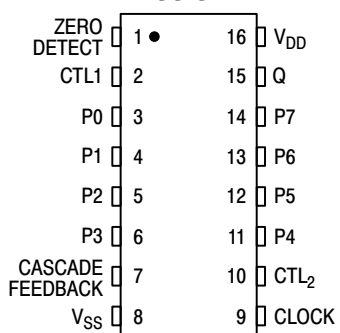 ZERO
DETECT 1 16 V_DD
CTL1 2 15 Q
P0 3 14 P7
P1 4 13 P6
P2 5 12 P5
P3 6 11 P4
CASCADE
FEEDBACK 7 10 CTL₂
V_SS 8 9 CLOCK